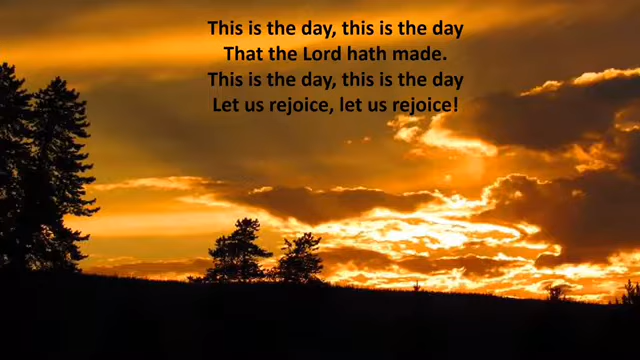 This is the day, this is the day
That the Lord hath made.
This is the day, this is the day
Let us rejoice, let us rejoice!